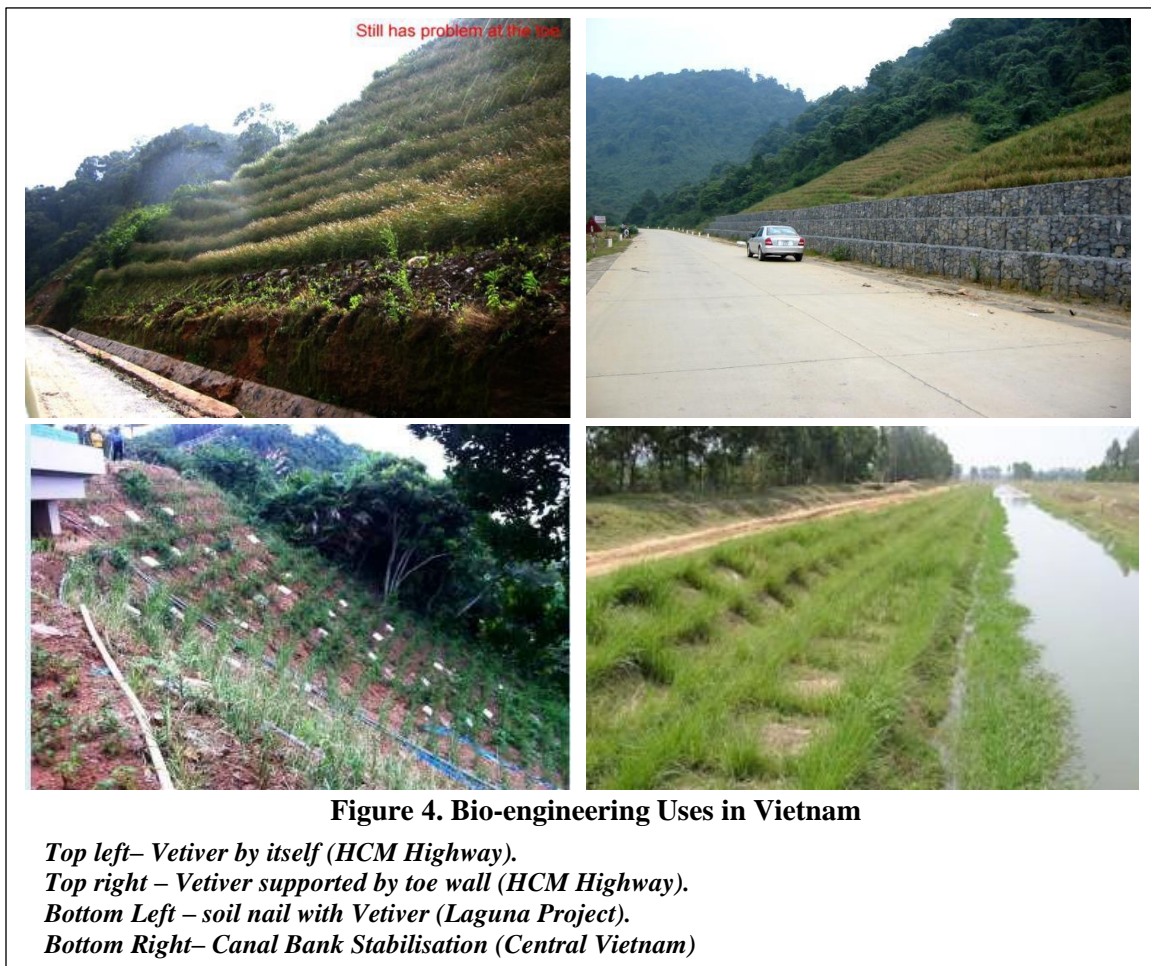 Still has problem at the toe
Figure 4. Bio-engineering Uses in Vietnam
Top left– Vetiver by itself (HCM Highway).
Top right – Vetiver supported by toe wall (HCM Highway).
Bottom Left – soil nail with Vetiver (Laguna Project).
Bottom Right– Canal Bank Stabilisation (Central Vietnam)